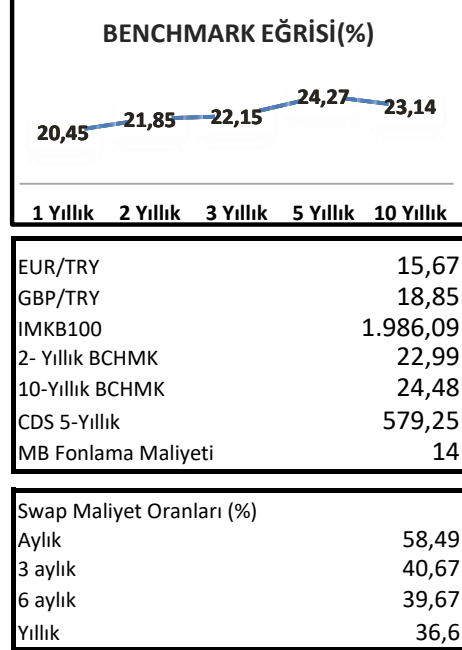 BENCHMARK EĞRİSİ(%)
20,45 21,85 22,15 24,27 23,14
1 Yıllık 2 Yıllık 3 Yıllık 5 Yıllık 10 Yıllık
EUR/TRY 15,67
GBP/TRY 18,85
IMKB100 1.986,09
2- Yıllık BCHMK 22,99
10-Yıllık BCHMK 24,48
CDS 5-Yıllık 579,25
MB Fonlama Maliyeti 14
Swap Maliyet Oranları (%)
Aylık 58,49
3 aylık 40,67
6 aylık 39,67
Yıllık 36,6